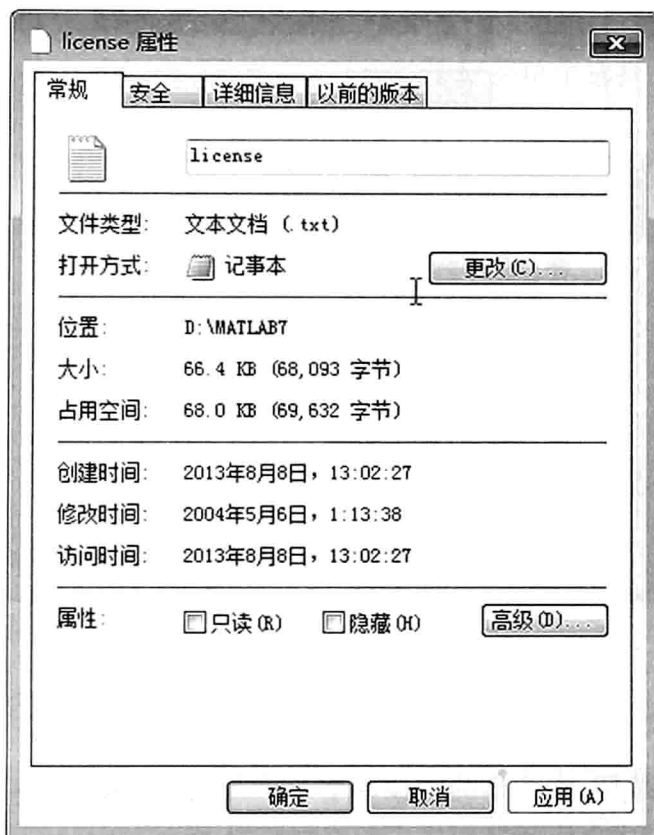 license 属性
常规 安全 详细信息 以前的版本
license
文件类型: 文本文档 (.txt)
打开方式: 记事本 更改(C)...
位置: D:\MATLAB7
大小: 66.4 KB (68,093 字节)
占用空间: 68.0 KB (69,632 字节)
创建时间: 2013年8月8日，13:02:27
修改时间: 2004年5月6日，1:13:38
访问时间: 2013年8月8日，13:02:27
属性: 只读(R) 隐藏(H) 高级(D)...
确定 取消 应用(A)